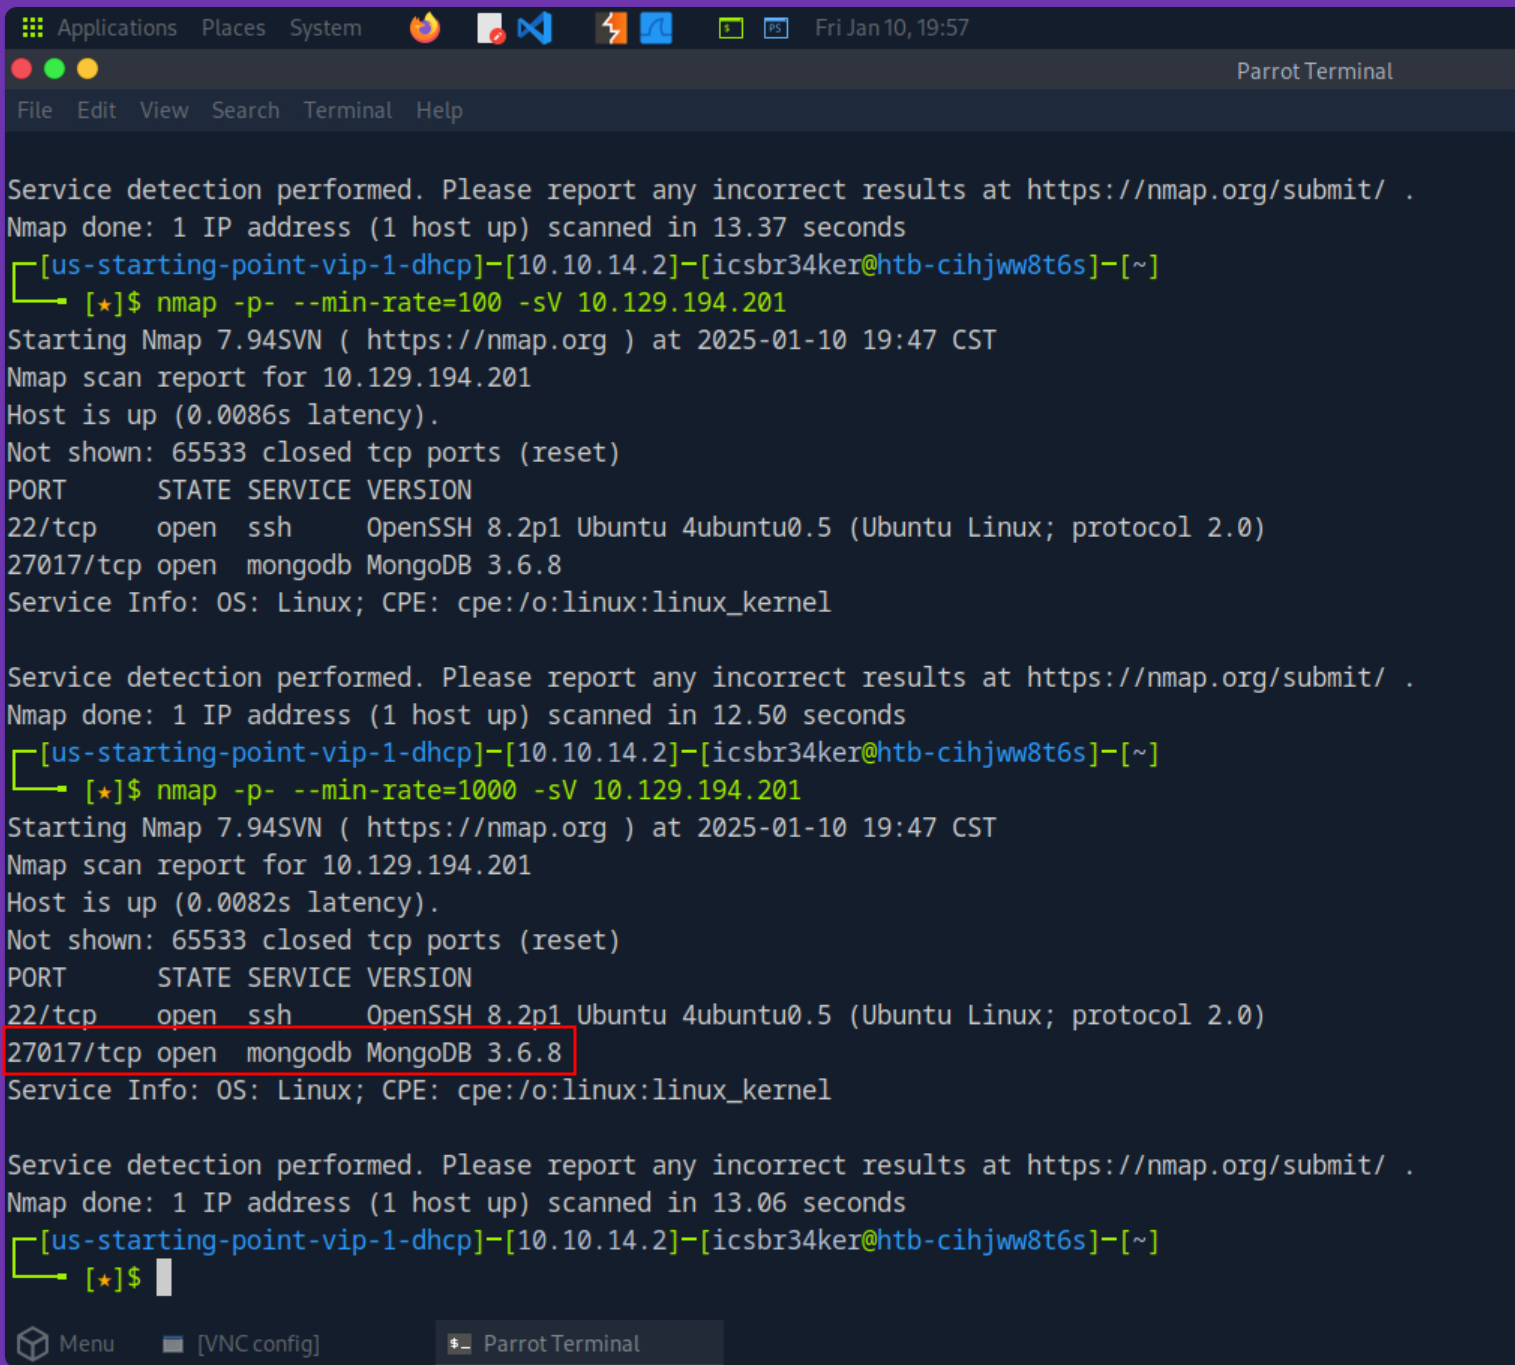 Applications Places System Fri Jan 10, 19:57
Parrot Terminal
File Edit View Search Terminal Help
Service detection performed. Please report any incorrect results at https://nmap.org/submit/ .
Nmap done: 1 IP address (1 host up) scanned in 13.37 seconds
┌─[us-starting-point-vip-1-dhcp]─[10.10.14.2]─[icsbr34ker@htb-cihjww8t6s]─[~]
└──╼ [★]$ nmap -p- --min-rate=100 -sV 10.129.194.201
Starting Nmap 7.94SVN ( https://nmap.org ) at 2025-01-10 19:47 CST
Nmap scan report for 10.129.194.201
Host is up (0.0086s latency).
Not shown: 65533 closed tcp ports (reset)
PORT      STATE SERVICE VERSION
22/tcp    open  ssh     OpenSSH 8.2p1 Ubuntu 4ubuntu0.5 (Ubuntu Linux; protocol 2.0)
27017/tcp open  mongodb MongoDB 3.6.8
Service Info: OS: Linux; CPE: cpe:/o:linux:linux_kernel
Service detection performed. Please report any incorrect results at https://nmap.org/submit/ .
Nmap done: 1 IP address (1 host up) scanned in 12.50 seconds
┌─[us-starting-point-vip-1-dhcp]─[10.10.14.2]─[icsbr34ker@htb-cihjww8t6s]─[~]
└──╼ [★]$ nmap -p- --min-rate=1000 -sV 10.129.194.201
Starting Nmap 7.94SVN ( https://nmap.org ) at 2025-01-10 19:47 CST
Nmap scan report for 10.129.194.201
Host is up (0.0082s latency).
Not shown: 65533 closed tcp ports (reset)
PORT      STATE SERVICE VERSION
22/tcp    open  ssh     OpenSSH 8.2p1 Ubuntu 4ubuntu0.5 (Ubuntu Linux; protocol 2.0)
27017/tcp open  mongodb MongoDB 3.6.8
Service Info: OS: Linux; CPE: cpe:/o:linux:linux_kernel
Service detection performed. Please report any incorrect results at https://nmap.org/submit/ .
Nmap done: 1 IP address (1 host up) scanned in 13.06 seconds
┌─[us-starting-point-vip-1-dhcp]─[10.10.14.2]─[icsbr34ker@htb-cihjww8t6s]─[~]
└──╼ [★]$
Menu [VNC config] Parrot Terminal